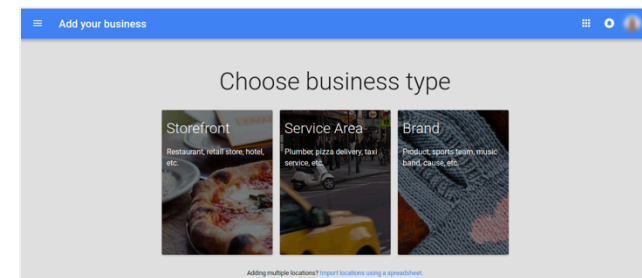 Add your business
Choose business type
Storefront
Restaurant, retail store, hotel,
etc.
Service Area
Plumber, pizza delivery, taxi
service, etc.
Brand
Product, sports team, music
band, cause, etc.
Adding multiple locations? Import locations using a spreadsheet.